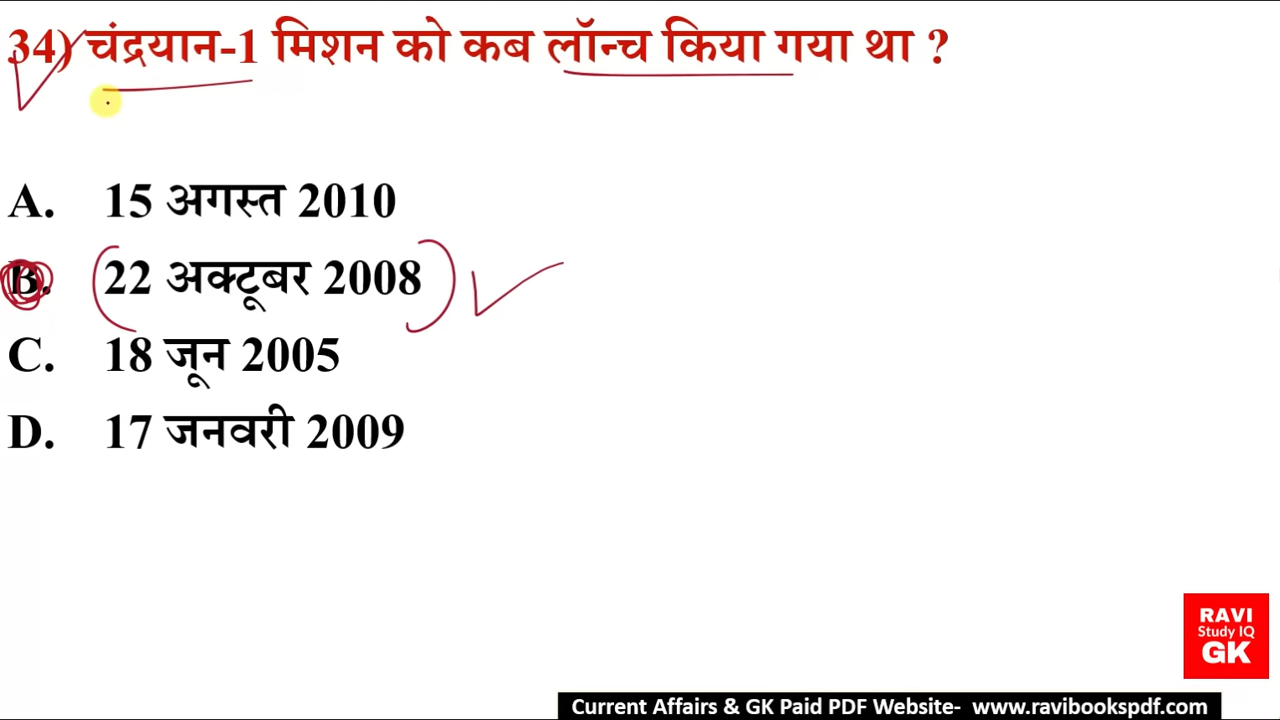 34) चंद्रयान-1 मिशन को कब लॉन्च किया गया था ?
A. 15 अगस्त 2010
B. 22 अक्टूबर 2008
C. 18 जून 2005
D. 17 जनवरी 2009
RAVI
Study IQ
GK
Current Affairs & GK Paid PDF Website- www.ravibookspdf.com